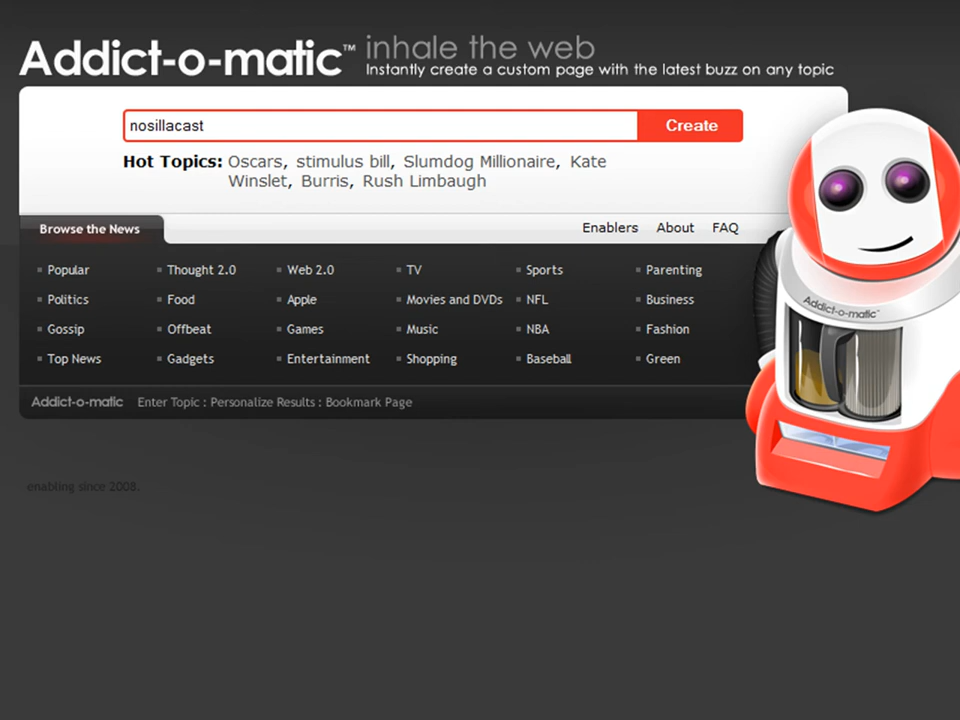 Addict-o-matic™ inhale the web
Instantly create a custom page with the latest buzz on any topic
nosillacast Create
Hot Topics: Oscars, stimulus bill, Slumdog Millionaire, Kate
Winslet, Burris, Rush Limbaugh
Browse the News Enablers About FAQ
Popular Thought 2.0 Web 2.0 TV Sports Parenting
Politics Food Apple Movies and DVDs NFL Business
Gossip Offbeat Games Music NBA Fashion
Top News Gadgets Entertainment Shopping Baseball Green
Addict-o-matic Enter Topic : Personalize Results : Bookmark Page
Addict-o-matic™
enabling since 2008.